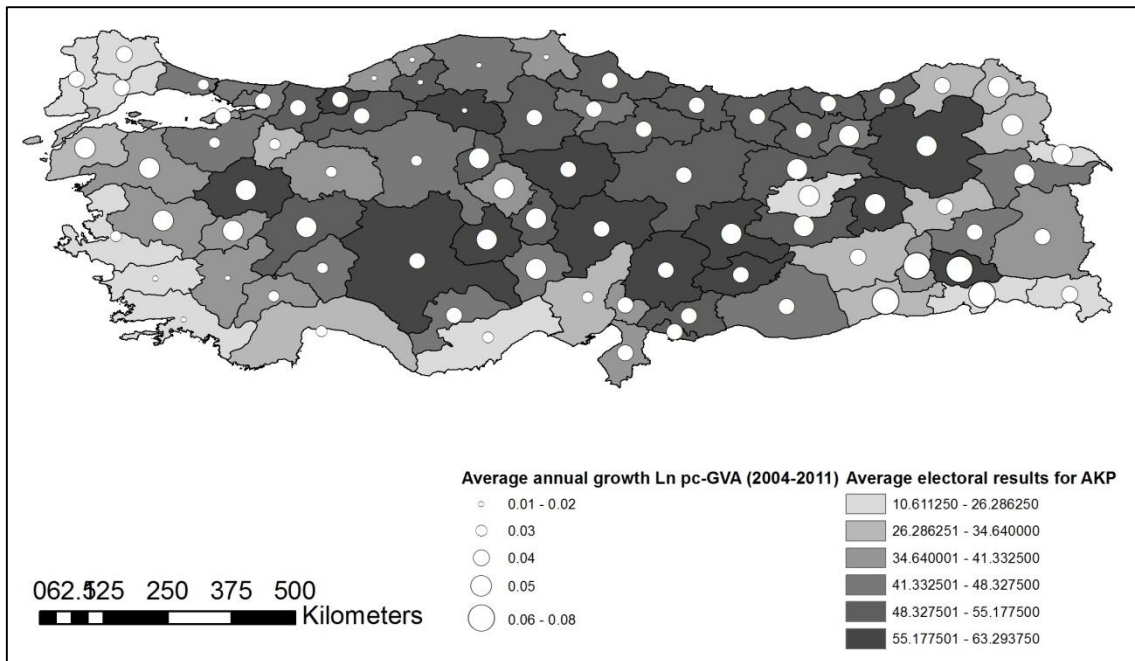 Average annual growth Ln pc-GVA (2004-2011)
0.01 - 0.02
0.03
0.04
0.05
0.06 - 0.08
Average electoral results for AKP
10.611250 - 26.286250
26.286251 - 34.640000
34.640001 - 41.332500
41.332501 - 48.327500
48.327501 - 55.177500
55.177501 - 63.293750
062.5125 250 375 500
Kilometers